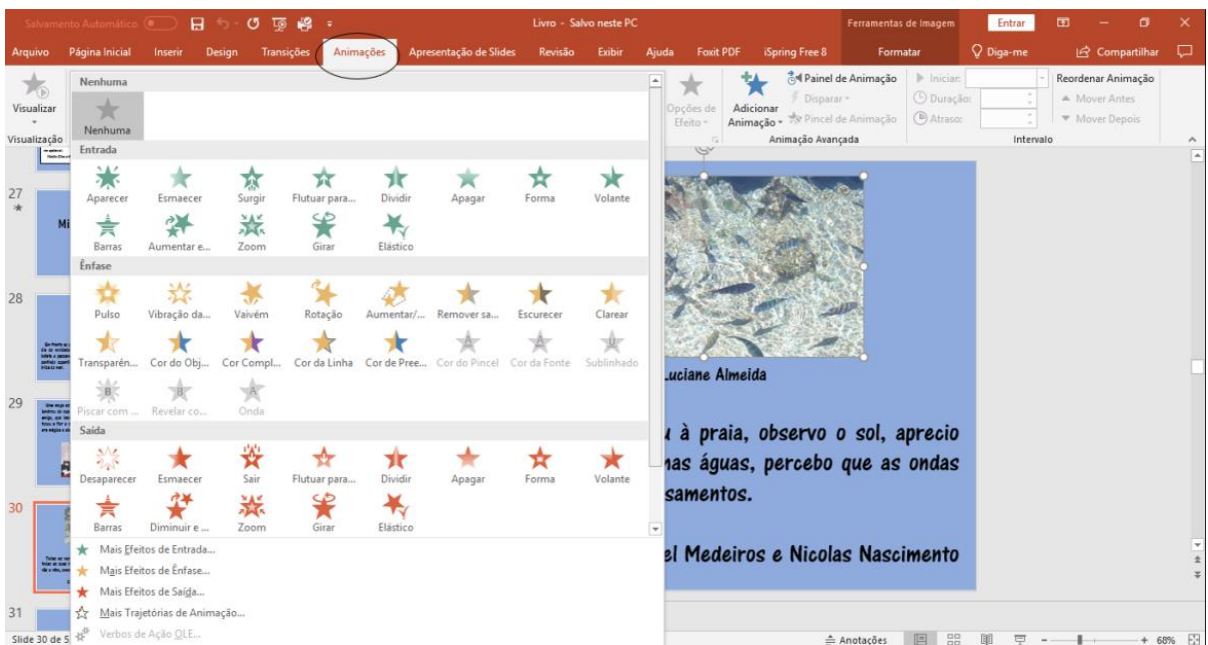 Salvamento Automático
Livro - Salvo neste PC
Ferramentas de Imagem
Entrar
Arquivo Página Inicial Inserir Design Transições Animações Apresentação de Slides Revisão Exibir Ajuda Foxit PDF iSpring Free 8 Formatar Diga-me Compartilhar
Visualizar
Visualização
Nenhuma
Nenhuma
Entrada
Aparecer Esmaecer Surgir Flutuar para... Dividir Apagar Forma Volante
Barras Aumentar e... Zoom Girar Elástico
Ênfase
Pulso Vibração da... Vaivém Rotação Aumentar/... Remover sa... Escurecer Clarear
Transparên... Cor do Obj... Cor Compl... Cor da Linha Cor de Pree... Cor do Pincel Cor da Fonte Sublinhado
Piscar com ... Revelar co... Onda
Saída
Desaparecer Esmaecer Sair Flutuar para... Dividir Apagar Forma Volante
Barras Diminuir e ... Zoom Girar Elástico
Mais Efeitos de Entrada...
Mais Efeitos de Ênfase...
Mais Efeitos de Saída...
Mais Trajetórias de Animação...
Verbos de Ação OLE...
Opções de Efeito
Adicionar Animação
Painel de Animação
Disparar
Pincel de Animação
Animação Avançada
Iniciar:
Duração:
Atraso:
Reordenar Animação
Mover Antes
Mover Depois
Intervalo
27
Mi
28
29
30
31
Luciane Almeida
u à praia, observo o sol, aprecio
nas águas, percebo que as ondas
samentos.
el Medeiros e Nicolas Nascimento
Slide 30 de 5
Anotações
68%